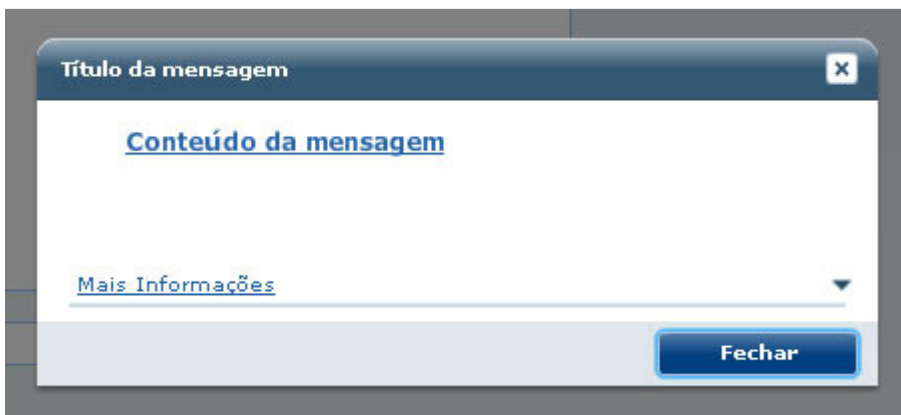 Título da mensagem
Conteúdo da mensagem
Mais Informações
Fechar